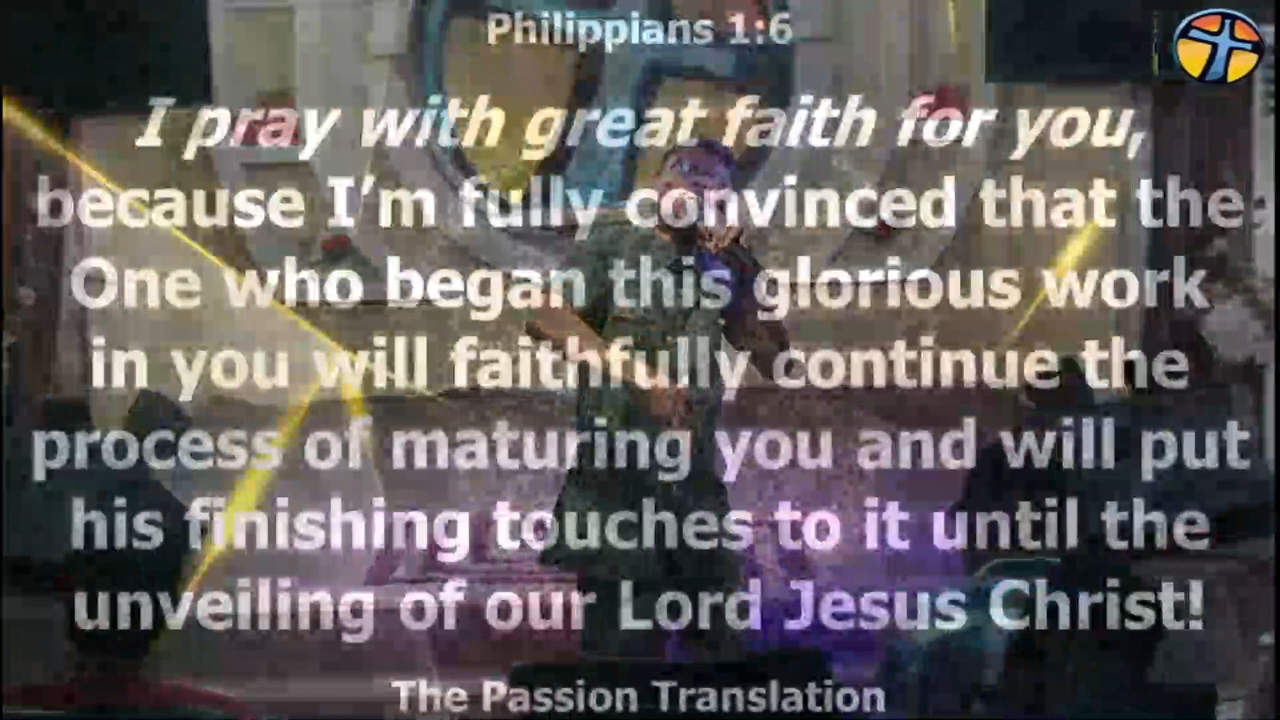 Philippians 1:6
I pray with great faith for you,
because I’m fully convinced that the
One who began this glorious work
in you will faithfully continue the
process of maturing you and will put
his finishing touches to it until the
unveiling of our Lord Jesus Christ!
The Passion Translation